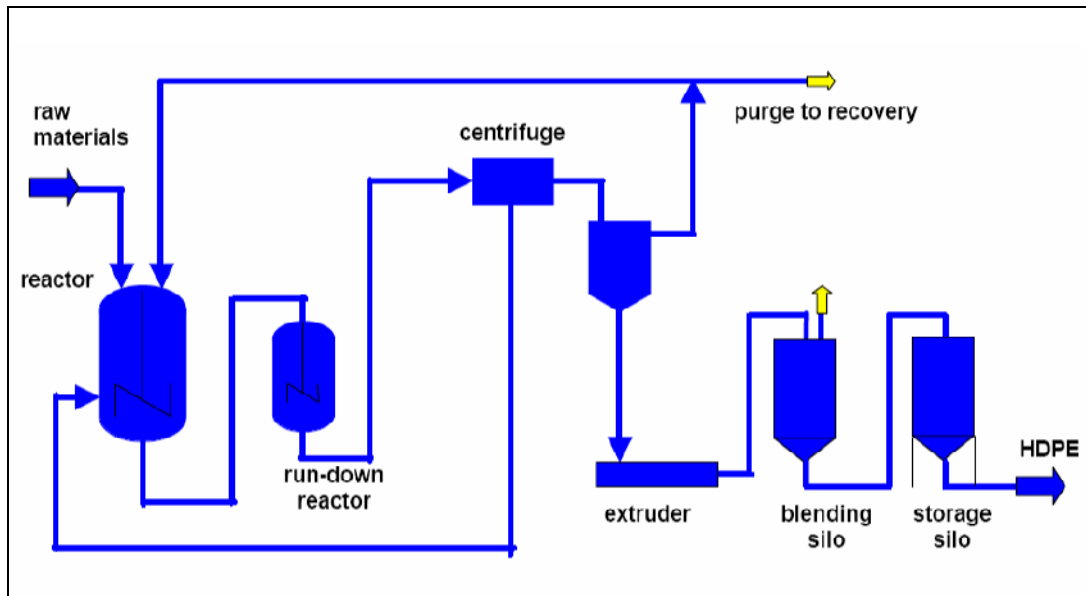 raw
materials
purge to recovery
centrifuge
reactor
run-down
reactor
extruder
blending
silo
storage
silo
HDPE